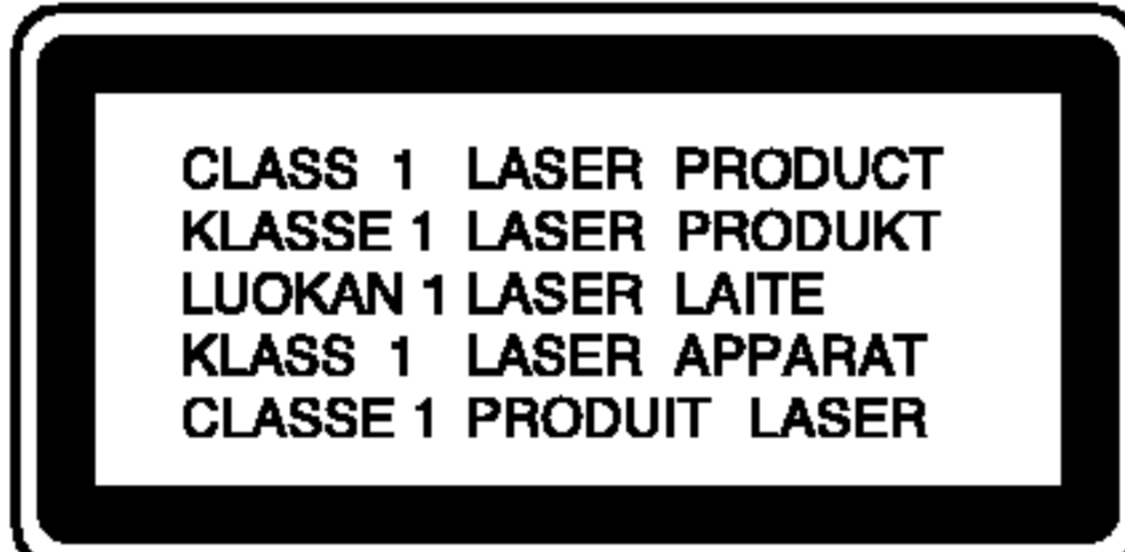 CLASS 1 LASER PRODUCT
KLASSE 1 LASER PRODUKT
LUOKAN 1 LASER LAITE
KLASS 1 LASER APPARAT
CLASSE 1 PRODUIT LASER